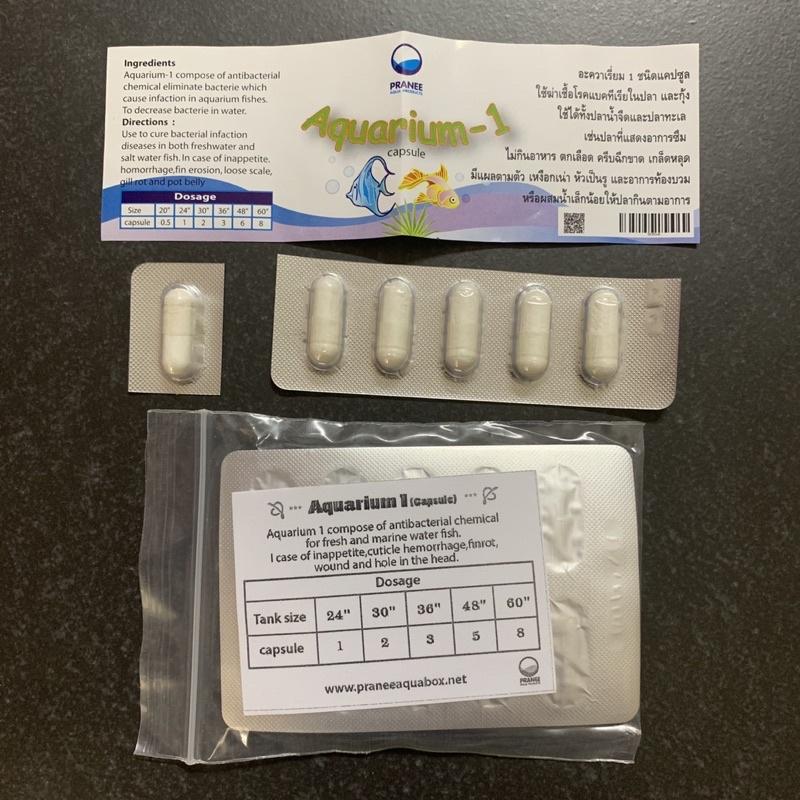 Ingredients
Aquarium-1 compose of antibacterial
chemical eliminate bacterie which
cause infaction in aquarium fishes.
To decrease bacterie in water.
Directions :
Use to cure bacterial infaction
diseases in both freshwater and
salt water fish. In case of inappetite.
homorrhage,fin erosion, loose scale,
gill rot and pot belly
Dosage
Size 20" 24" 30" 36" 48" 60"
capsule 0.5 1 2 3 6 8
PRANEE
AQUA PRODUCTS
Aquarium-1
capsule
อะควาเรี่ยม 1 ชนิดแคปซูล
ใช้ฆ่าเชื้อโรคแบคทีเรียในปลา และกุ้ง
ใช้ได้ทั้งปลาน้ำจืดและปลาทะเล
เช่นปลาที่แสดงอาการซึม
ไม่กินอาหาร ตกเลือด ครีบฉีกขาด เกล็ดหลุด
มีแผลตามตัว เหงือกเน่า หัวเป็นรู และอาการท้องบวม
หรือผสมน้ำเล็กน้อยให้ปลากินตามอาการ
Aquarium 1 (Capsule)
Aquarium 1 compose of antibacterial chemical
for fresh and marine water fish.
I case of inappetite,cuticle hemorrhage,finrot,
wound and hole in the head.
Dosage
Tank size 24" 30" 36" 48" 60"
capsule 1 2 3 5 8
www.praneeaquabox.net
PRANEE
AQUA PRODUCTS